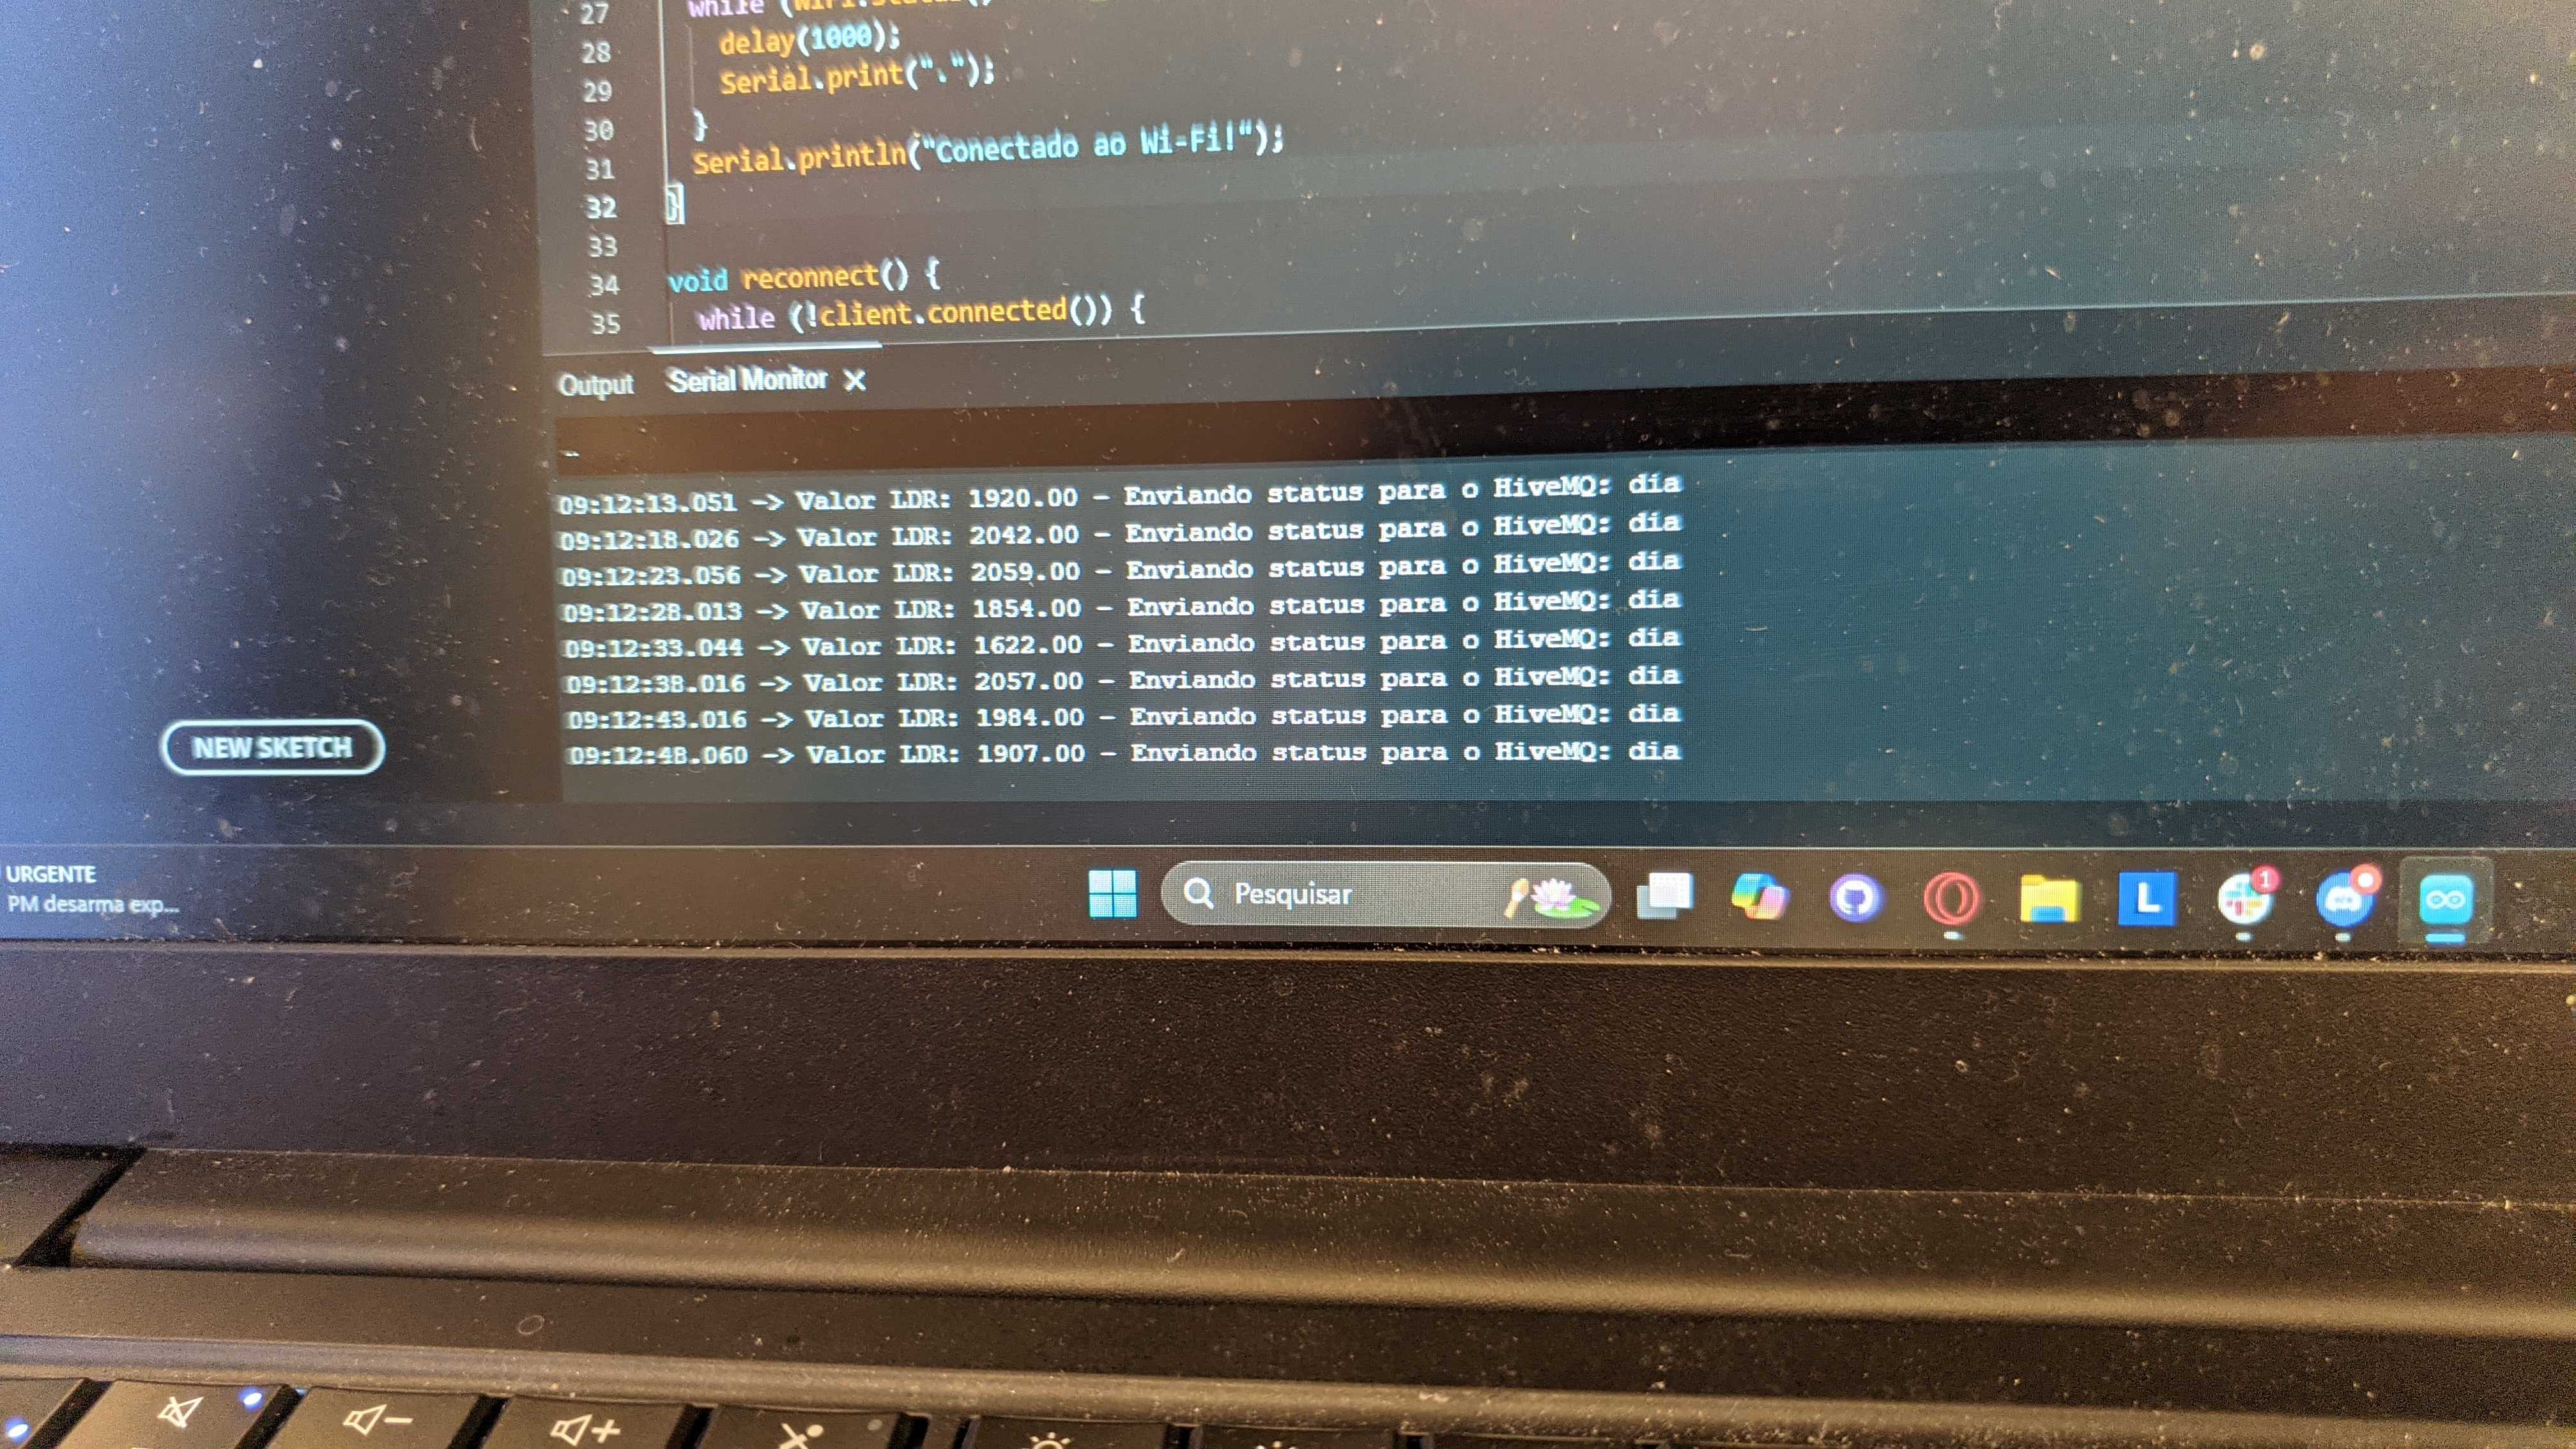 27 while (WiFi.status()
28 delay(1000);
29 Serial.print(".");
30 }
31 Serial.println("Conectado ao Wi-Fi!");
32 }
33
34 void reconnect() {
35 while (!client.connected()) {
Output Serial Monitor X
09:12:13.051 -> Valor LDR: 1920.00 - Enviando status para o HiveMQ: dia
09:12:18.026 -> Valor LDR: 2042.00 - Enviando status para o HiveMQ: dia
09:12:23.056 -> Valor LDR: 2059.00 - Enviando status para o HiveMQ: dia
09:12:28.013 -> Valor LDR: 1854.00 - Enviando status para o HiveMQ: dia
09:12:33.044 -> Valor LDR: 1622.00 - Enviando status para o HiveMQ: dia
09:12:38.016 -> Valor LDR: 2057.00 - Enviando status para o HiveMQ: dia
09:12:43.016 -> Valor LDR: 1984.00 - Enviando status para o HiveMQ: dia
09:12:48.060 -> Valor LDR: 1907.00 - Enviando status para o HiveMQ: dia
NEW SKETCH
URGENTE
PM desarma exp...
Pesquisar
L
1